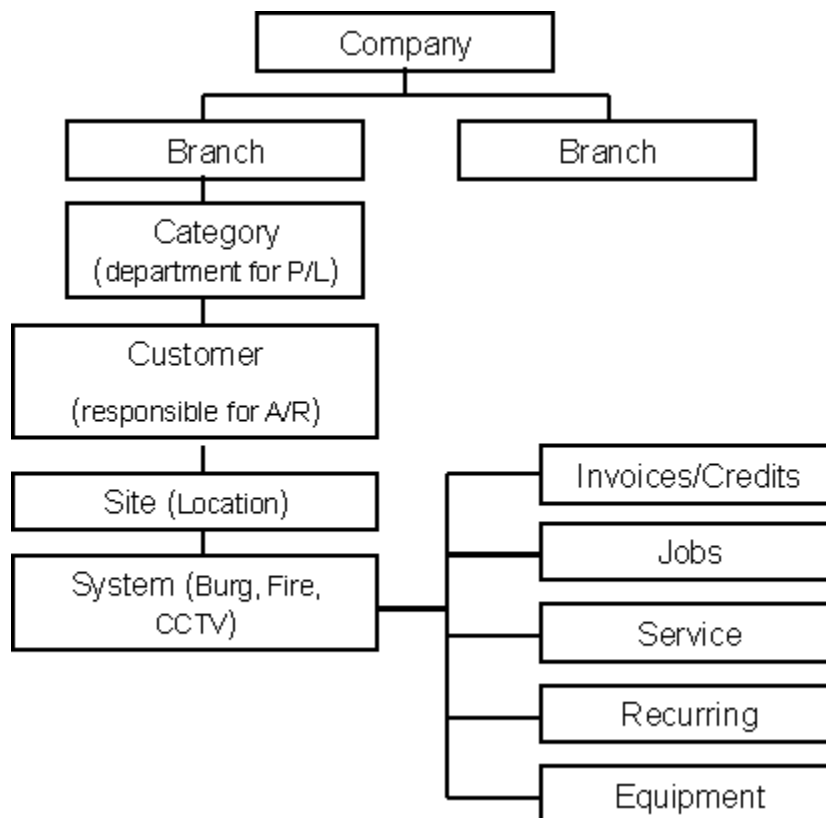 Company
Branch
Branch
Category
(department for P/L)
Customer
(responsible for A/R)
Site (Location)
System (Burg, Fire,
CCTV)
Invoices/Credits
Jobs
Service
Recurring
Equipment